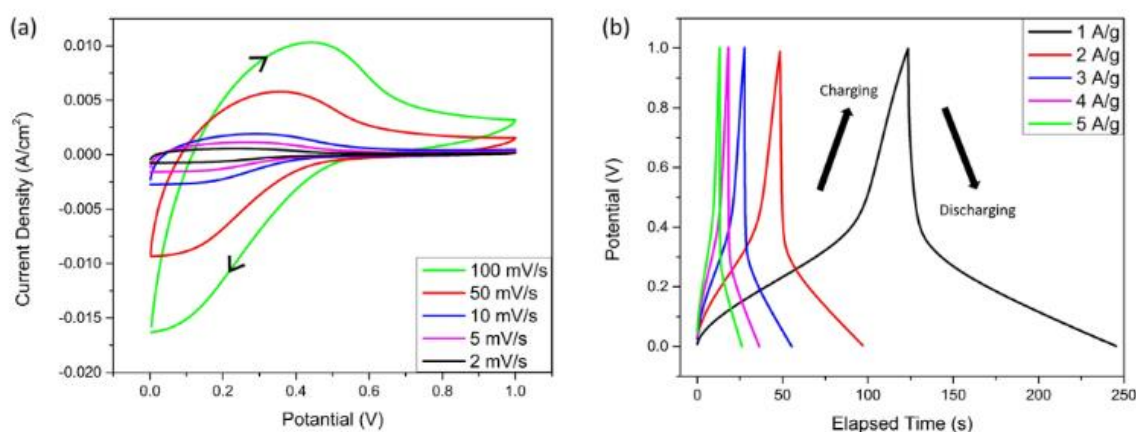 (a)
0.010
0.005
0.000
-0.005
-0.010
-0.015
-0.020
Current Density (A/cm²)
100 mV/s
50 mV/s
10 mV/s
5 mV/s
2 mV/s
0.0 0.2 0.4 0.6 0.8 1.0
Potantial (V)
(b)
1.0
0.8
0.6
0.4
0.2
0.0
Potential (V)
Charging
Discharging
1 A/g
2 A/g
3 A/g
4 A/g
5 A/g
0 50 100 150 200 250
Elapsed Time (s)